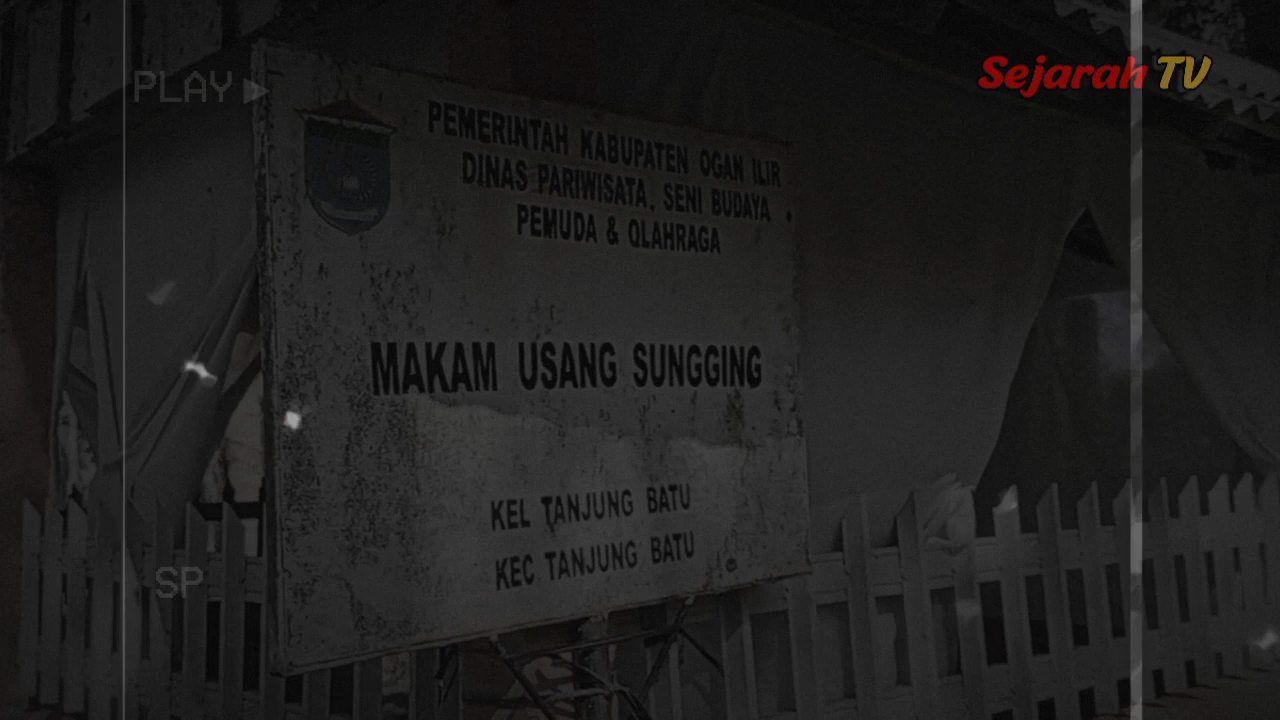 PLAY
Sejarah TV
PEMERINTAH KABUPATEN OGAN ILIR
DINAS PARIWISATA, SENI BUDAYA
PEMUDA & OLAHRAGA
MAKAM USANG SUNGGING
KEL TANJUNG BATU
KEC TANJUNG BATU
SP